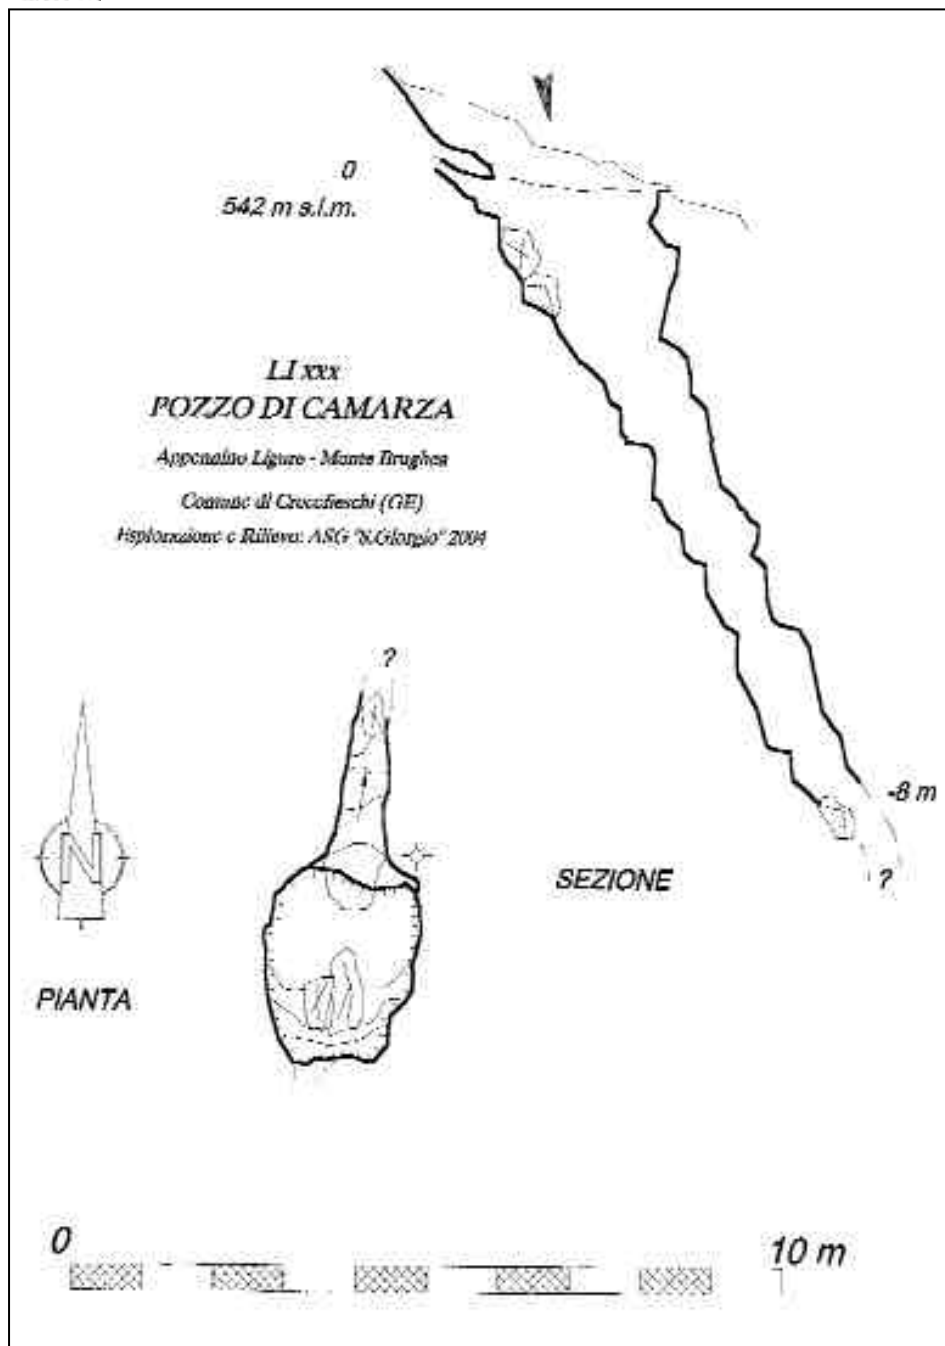 0
542 m s.l.m.
LI xxx
POZZO DI CAMARZA
Appennino Ligure - Monte Brughea
Comune di Crocefieschi (GE)
Esplorazione e Rilievo: ASG "S.Giorgio" 2004
?
-8 m
?
SEZIONE
N
PIANTA
0
10 m